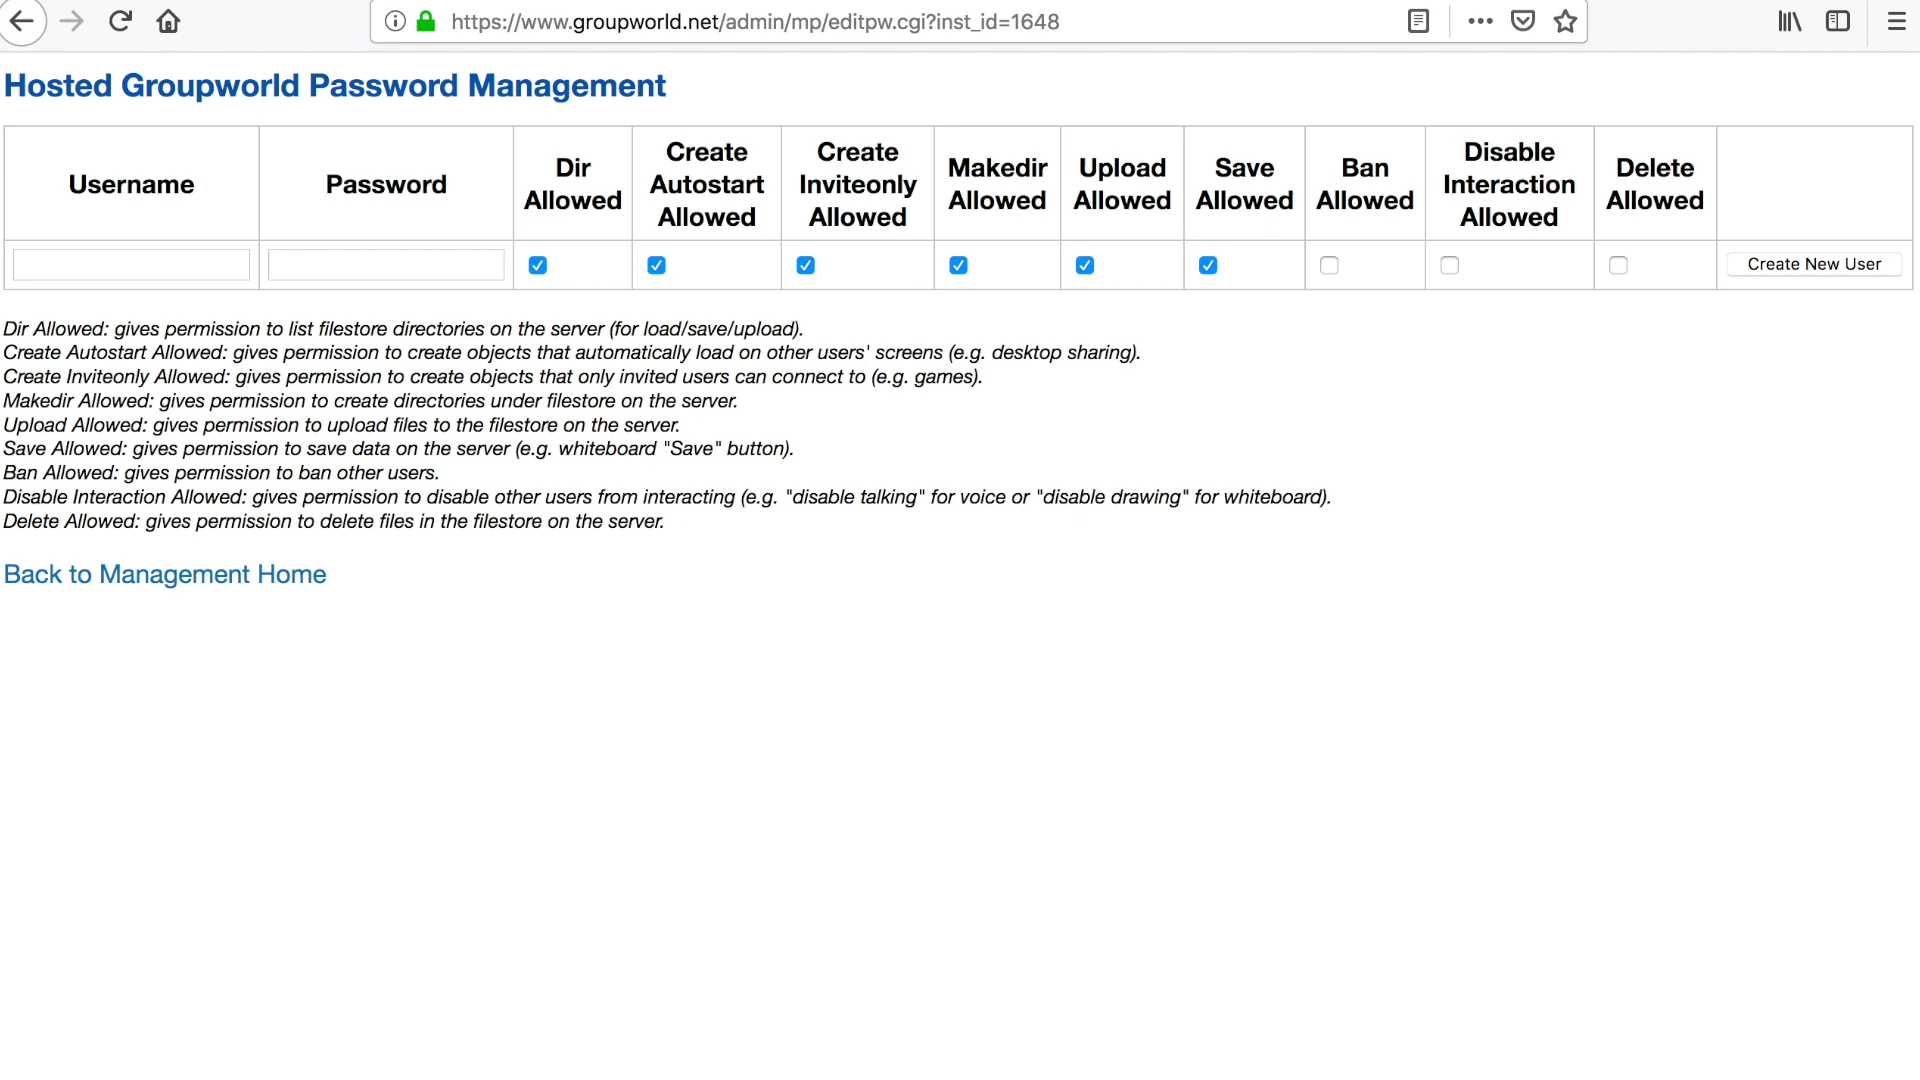 https://www.groupworld.net/admin/mp/editpw.cgi?inst_id=1648
Hosted Groupworld Password Management
Username
Password
Dir
Allowed
Create
Autostart
Allowed
Create
Inviteonly
Allowed
Makedir
Allowed
Upload
Allowed
Save
Allowed
Ban
Allowed
Disable
Interaction
Allowed
Delete
Allowed
Create New User
Dir Allowed: gives permission to list filestore directories on the server (for load/save/upload).
Create Autostart Allowed: gives permission to create objects that automatically load on other users' screens (e.g. desktop sharing).
Create Inviteonly Allowed: gives permission to create objects that only invited users can connect to (e.g. games).
Makedir Allowed: gives permission to create directories under filestore on the server.
Upload Allowed: gives permission to upload files to the filestore on the server.
Save Allowed: gives permission to save data on the server (e.g. whiteboard "Save" button).
Ban Allowed: gives permission to ban other users.
Disable Interaction Allowed: gives permission to disable other users from interacting (e.g. "disable talking" for voice or "disable drawing" for whiteboard).
Delete Allowed: gives permission to delete files in the filestore on the server.
Back to Management Home